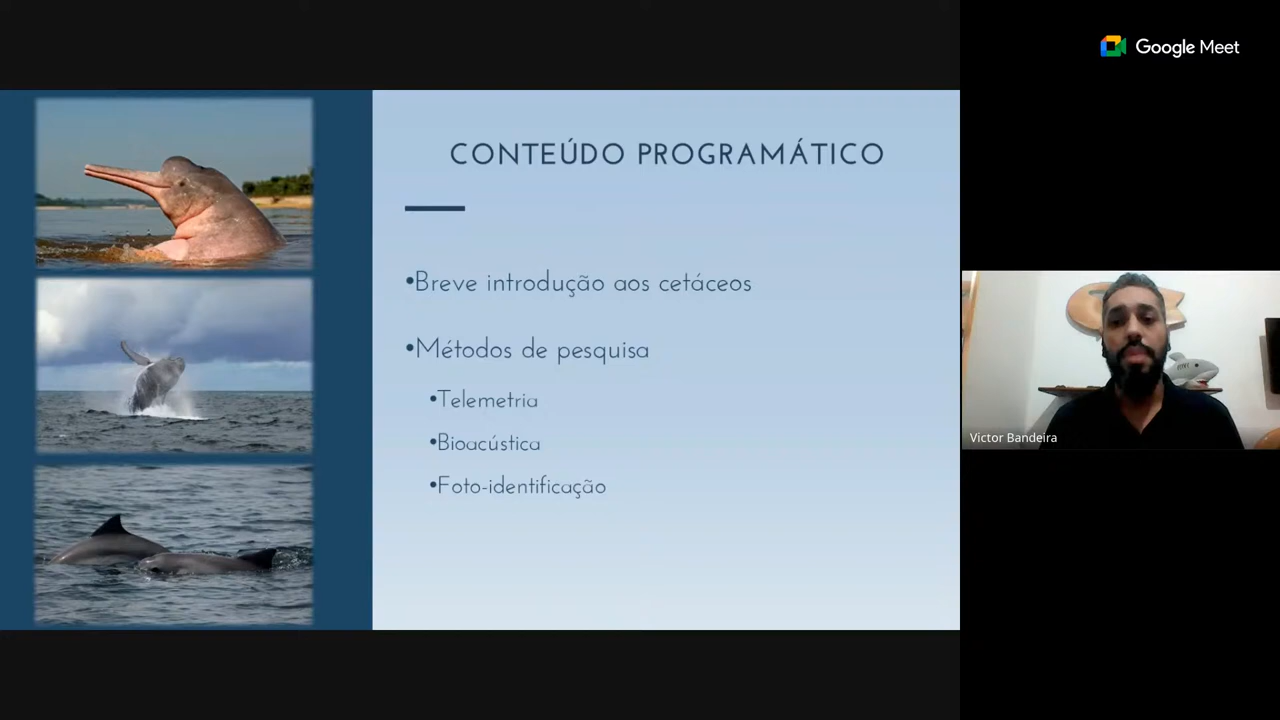 Google Meet
CONTEÚDO PROGRAMÁTICO
•Breve introdução aos cetáceos
•Métodos de pesquisa
•Telemetria
•Bioacústica
•Foto-identificação
Victor Bandeira